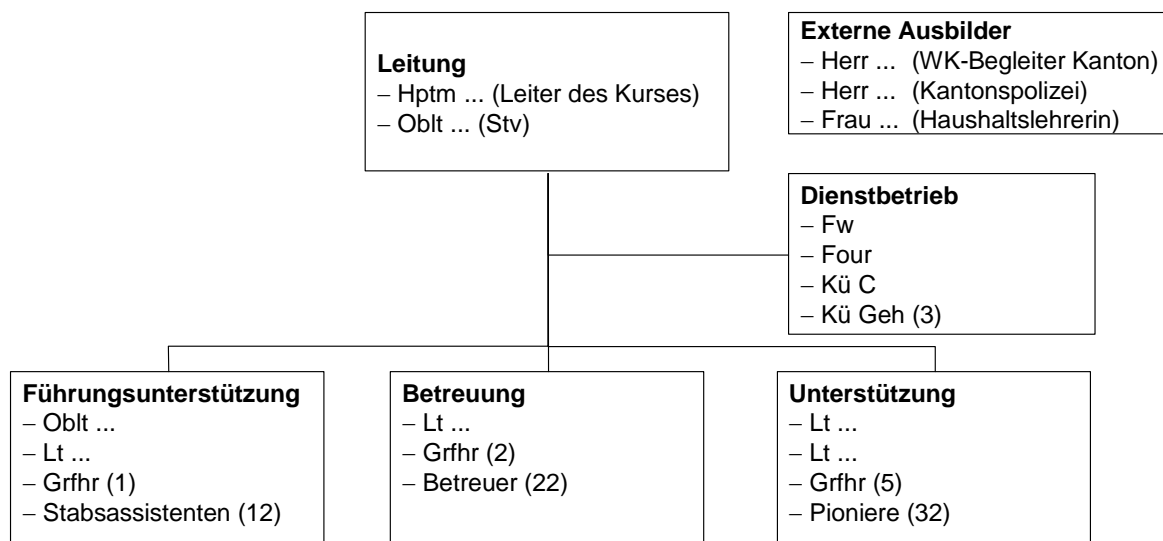 Leitung
– Hptm ... (Leiter des Kurses)
– Oblt ... (Stv)
Externe Ausbilder
– Herr ... (WK-Begleiter Kanton)
– Herr ... (Kantonspolizei)
– Frau ... (Haushaltslehrerin)
Dienstbetrieb
– Fw
– Four
– Kü C
– Kü Geh (3)
Führungsunterstützung
– Oblt ...
– Lt ...
– Grfhr (1)
– Stabsassistenten (12)
Betreuung
– Lt ...
– Grfhr (2)
– Betreuer (22)
Unterstützung
– Lt ...
– Lt ...
– Grfhr (5)
– Pioniere (32)